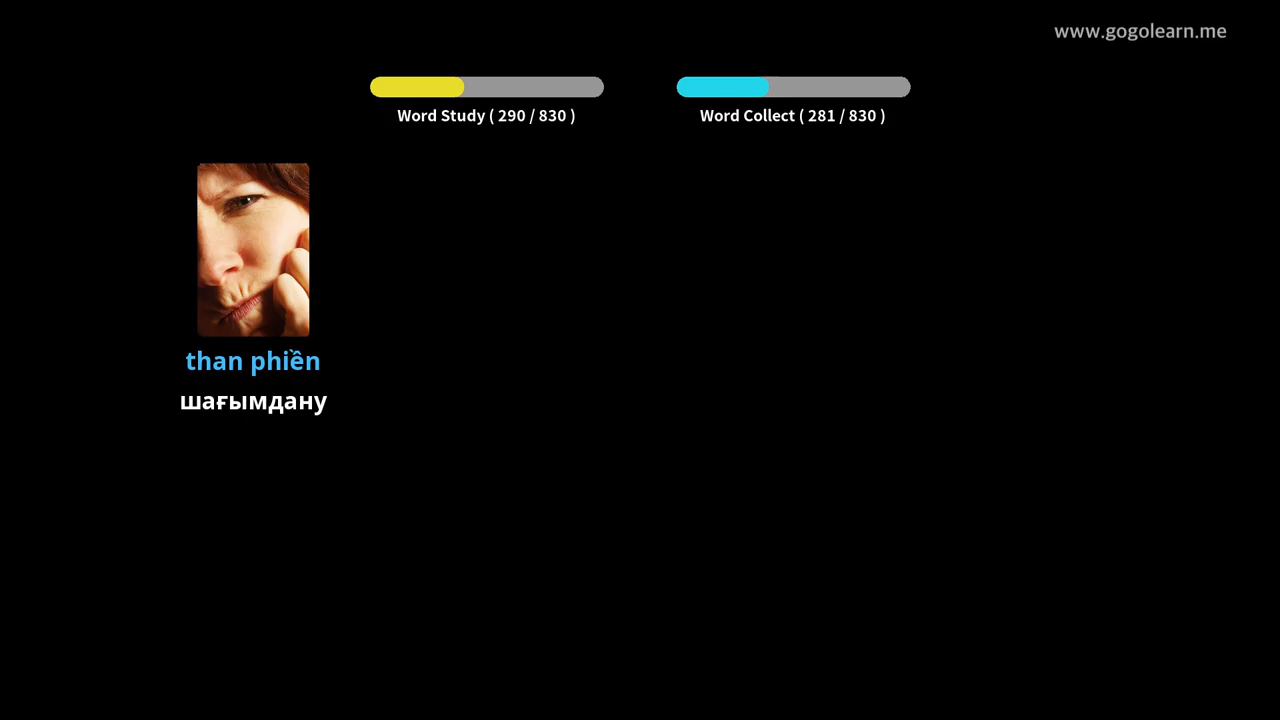 www.gogolearn.me
Word Study ( 290 / 830 )
Word Collect ( 281 / 830 )
than phiền
шағымдану